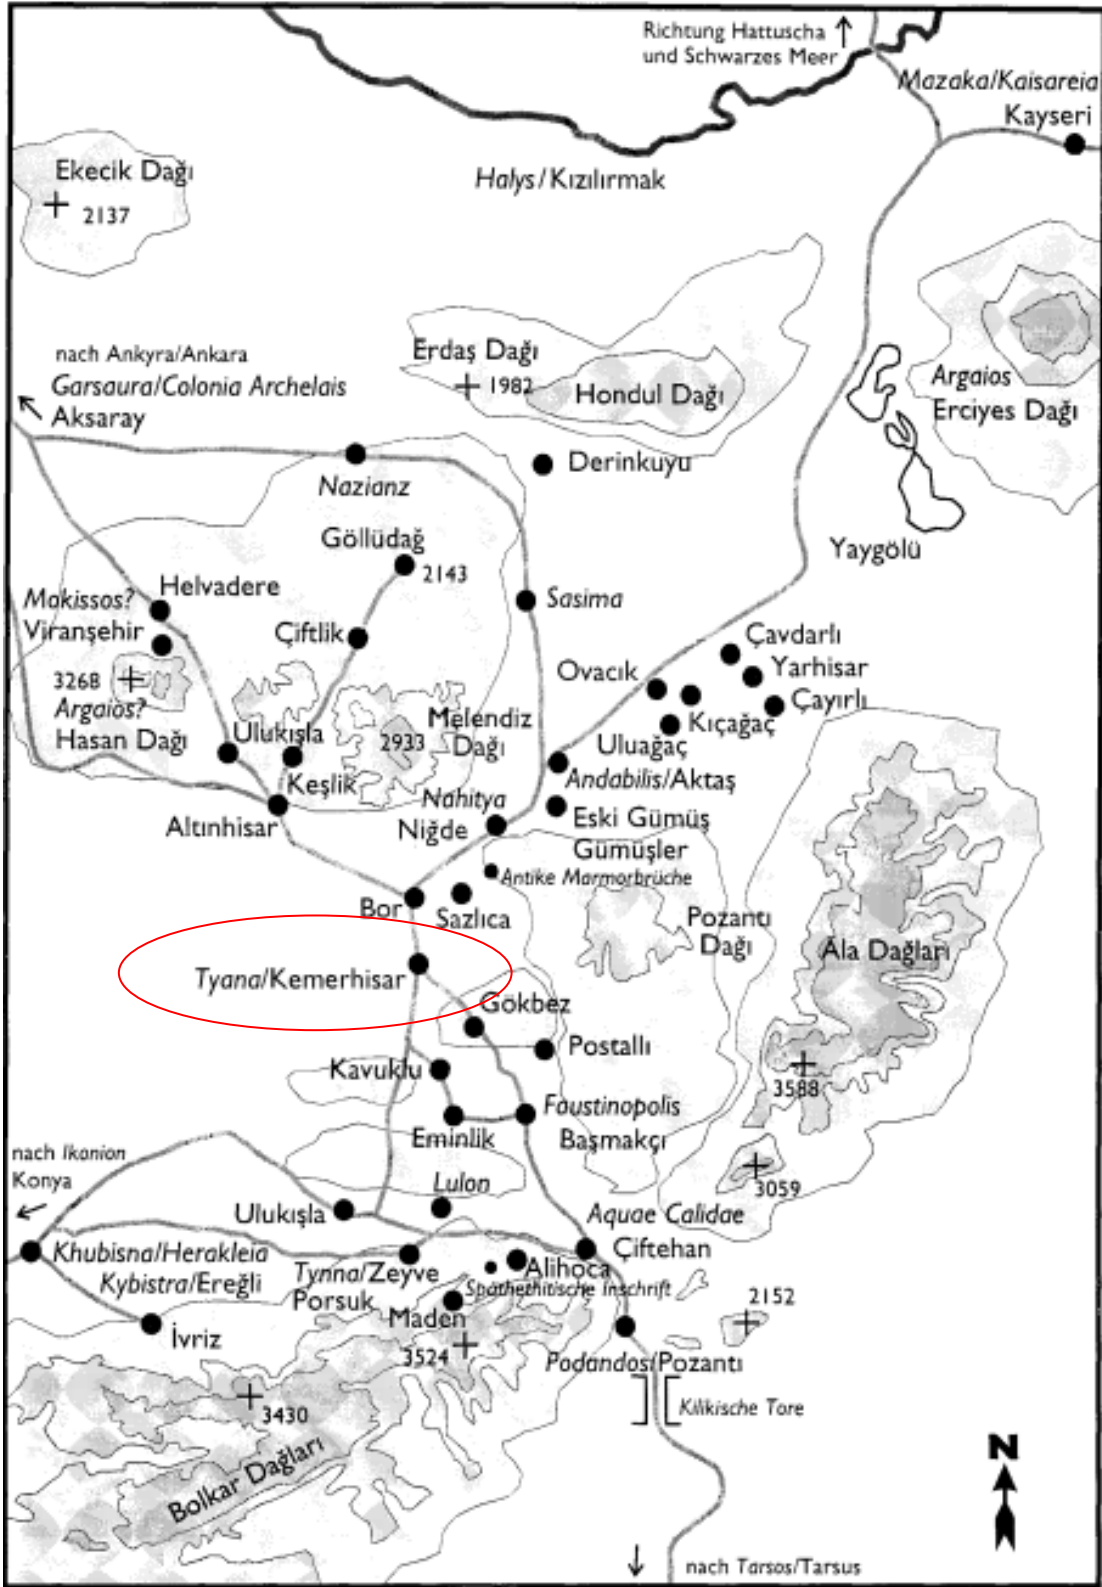 Richtung Hattuscha
und Schwarzes Meer
Mazaka/Kaisareia
Kayseri
Ekecik Dağı
2137
Halys/Kızılırmak
nach Ankyra/Ankara
Garsaura/Colonia Archelais
Aksaray
Erdaş Dağı
1982
Hondul Dağı
Argaios
Erciyes Dağı
Derinkuyu
Nazianz
Yaygölü
Göllüdağ
2143
Mokissos?
Helvadere
Viranşehir
Sasima
Çiftlik
Çavdarlı
Ovacık
Yarhisar
3268
Çayırlı
Argaios?
Hasan Dağı
Ulukışla
2933
Melendiz
Dağı
Kıçağaç
Uluağaç
Keşlik
Andabilis/Aktaş
Altınhisar
Nahitya
Niğde
Eski Gümüş
Gümüşler
Antike Marmorbrüche
Bor
Sazlıca
Pozantı
Dağı
Ala Dağları
Tyana/Kemerhisar
Gökbez
Postallı
Kavuklu
3588
Faustinopolis
Başmakçı
Eminlik
nach Ikonion
Konya
3059
Lulon
Ulukışla
Aquae Calidae
Çiftehan
Khubisna/Herakleia
Kybistra/Ereğli
Tynna/Zeyve
Porsuk
Alihoca
Späthethitische Inschrift
Maden
2152
İvriz
3524
Podandos/Pozantı
3430
Kilikische Tore
Bolkar Dağları
N
nach Tarsos/Tarsus